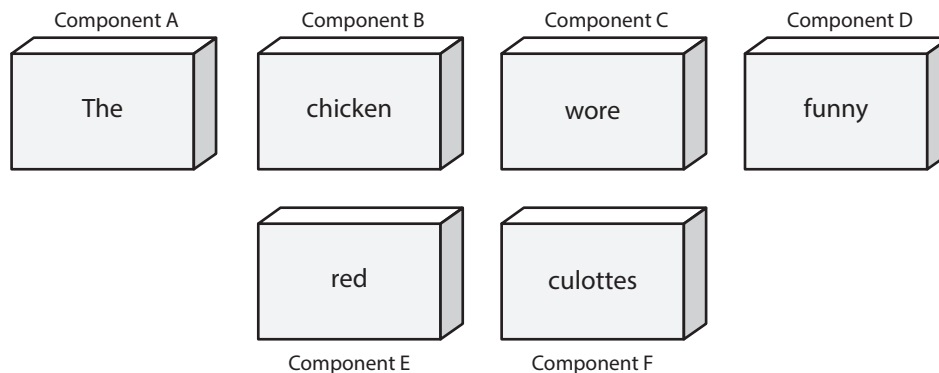 Component A Component B Component C Component D
The chicken wore funny
red culottes
Component E Component F